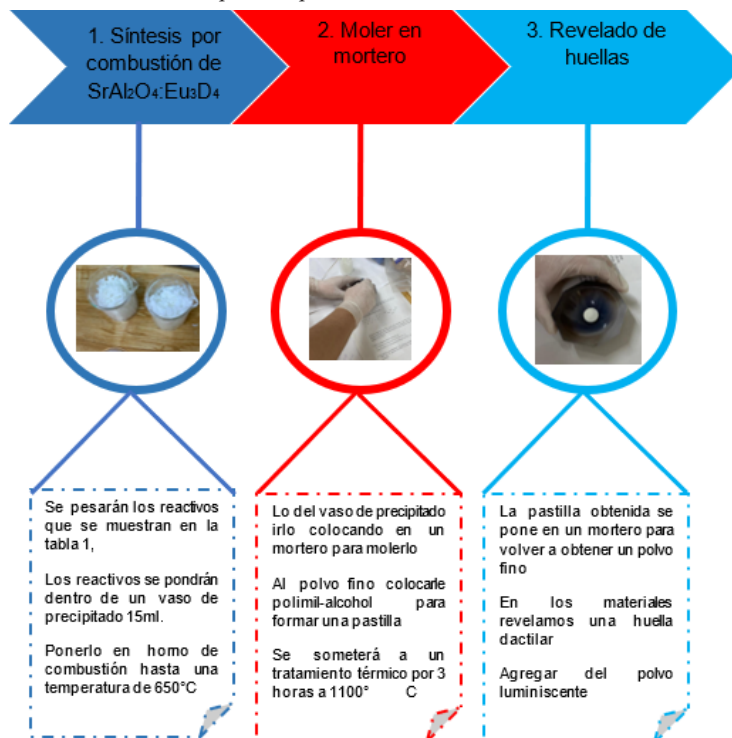 1. Síntesis por
combustión de
SrAl2O4:Eu3D4
2. Moler en
mortero
3. Revelado de
huellas
Se pesarán los reactivos
que se muestran en la
tabla 1,
Los reactivos se pondrán
dentro de un vaso de
precipitado 15ml.
Ponerlo en horno de
combustión hasta una
temperatura de 650°C
Lo del vaso de precipitado
irlo colocando en un
mortero para molerlo
Al polvo fino colocarle
polimil-alcohol para
formar una pastilla
Se someterá a un
tratamiento térmico por 3
horas a 1100° C
La pastilla obtenida se
pone en un mortero para
volver a obtener un polvo
fino
En los materiales
revelamos una huella
dactilar
Agregar del polvo
luminiscente